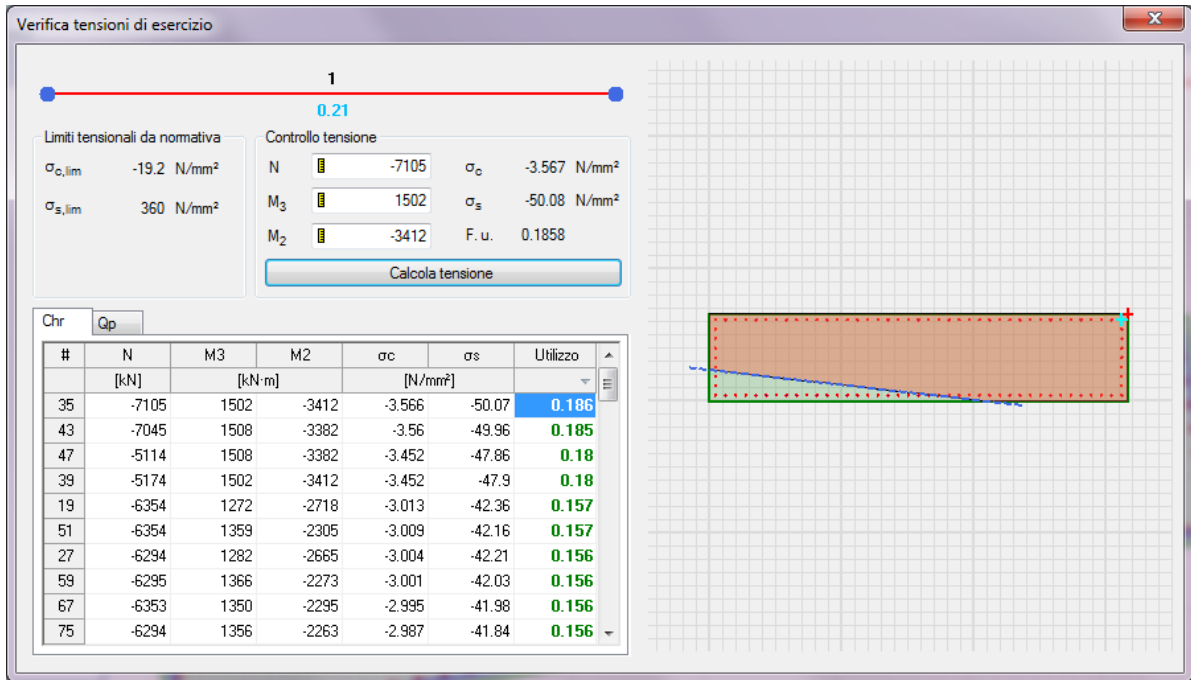 Verifica tensioni di esercizio
x
1
0.21
Limiti tensionali da normativa
σc,lim -19.2 N/mm²
σs,lim 360 N/mm²
Controllo tensione
N -7105 σc -3.567 N/mm²
M3 1502 σs -50.08 N/mm²
M2 -3412 F. u. 0.1858
Calcola tensione
Chr Qp
# N M3 M2 σc σs Utilizzo
[kN] [kN·m] [N/mm²]
35 -7105 1502 -3412 -3.566 -50.07 0.186
43 -7045 1508 -3382 -3.56 -49.96 0.185
47 -5114 1508 -3382 -3.452 -47.86 0.18
39 -5174 1502 -3412 -3.452 -47.9 0.18
19 -6354 1272 -2718 -3.013 -42.36 0.157
51 -6354 1359 -2305 -3.009 -42.16 0.157
27 -6294 1282 -2665 -3.004 -42.21 0.156
59 -6295 1366 -2273 -3.001 -42.03 0.156
67 -6353 1350 -2295 -2.995 -41.98 0.156
75 -6294 1356 -2263 -2.987 -41.84 0.156